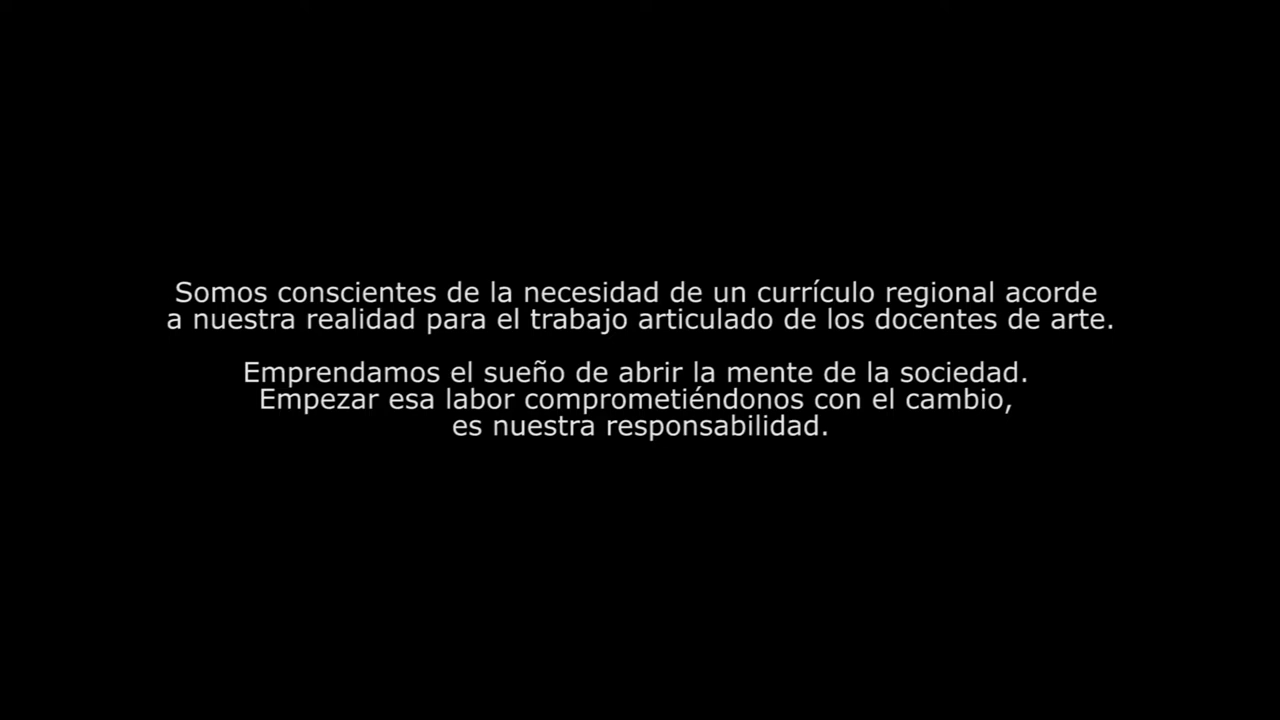 Somos conscientes de la necesidad de un currículo regional acorde
a nuestra realidad para el trabajo articulado de los docentes de arte.
Emprendamos el sueño de abrir la mente de la sociedad.
Empezar esa labor comprometiéndonos con el cambio,
es nuestra responsabilidad.